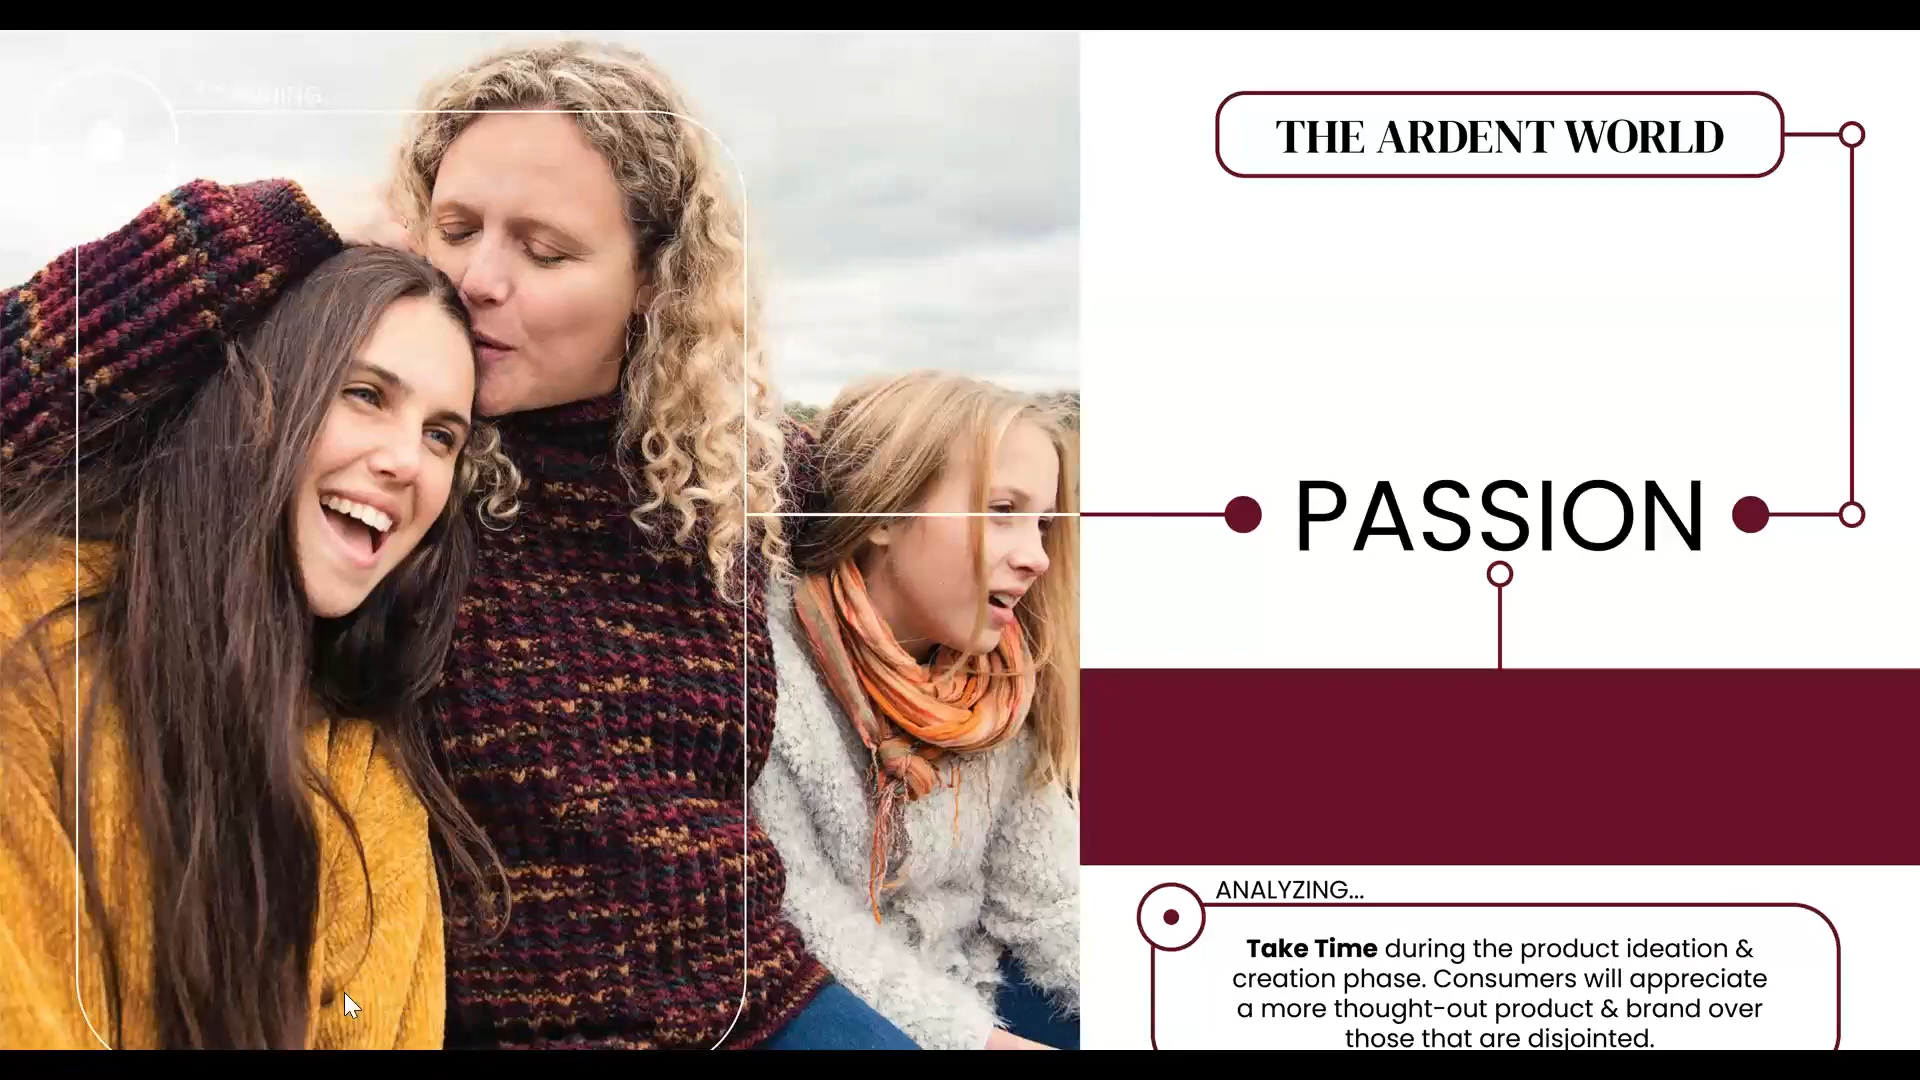 THE ARDENT WORLD
PASSION
ANALYZING...
Take Time during the product ideation &
creation phase. Consumers will appreciate
a more thought-out product & brand over
those that are disjointed.